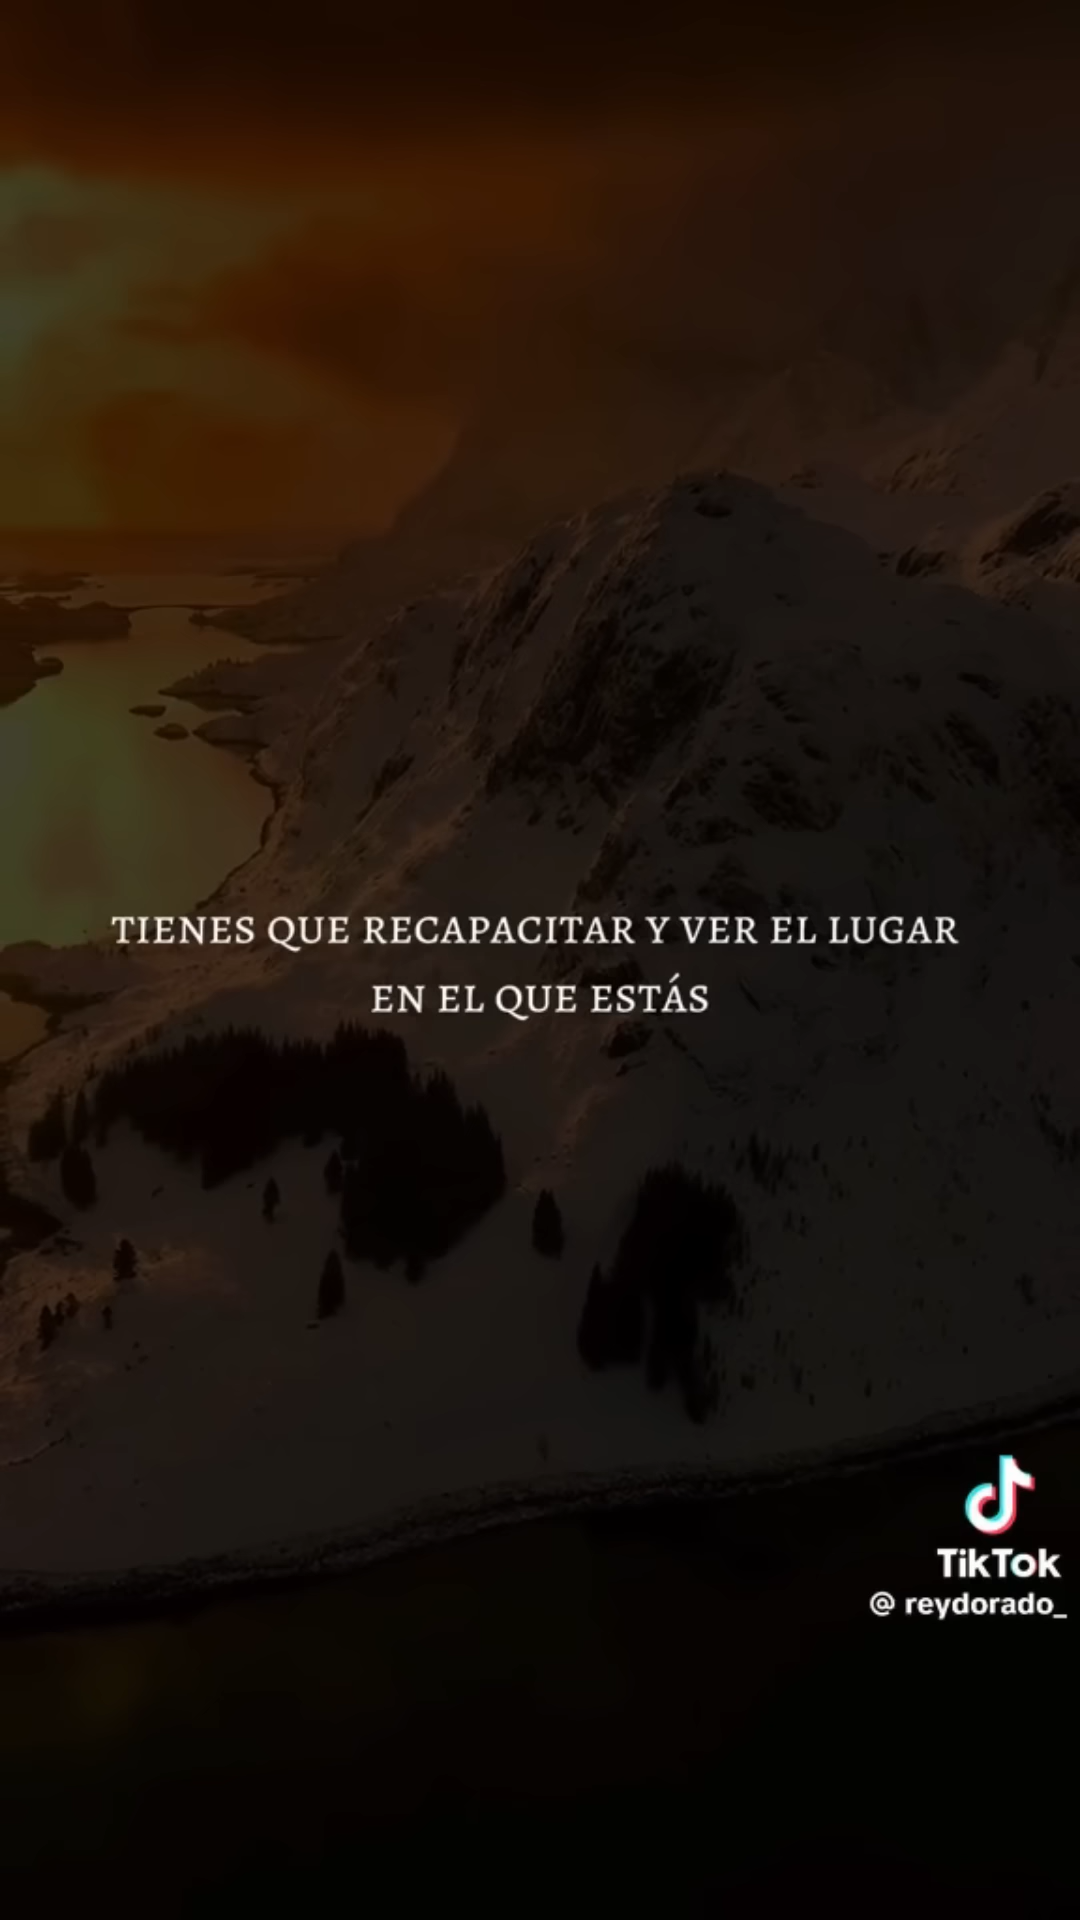 TIENES QUE RECAPACITAR Y VER EL LUGAR
EN EL QUE ESTÁS
TikTok
@ reydorado_